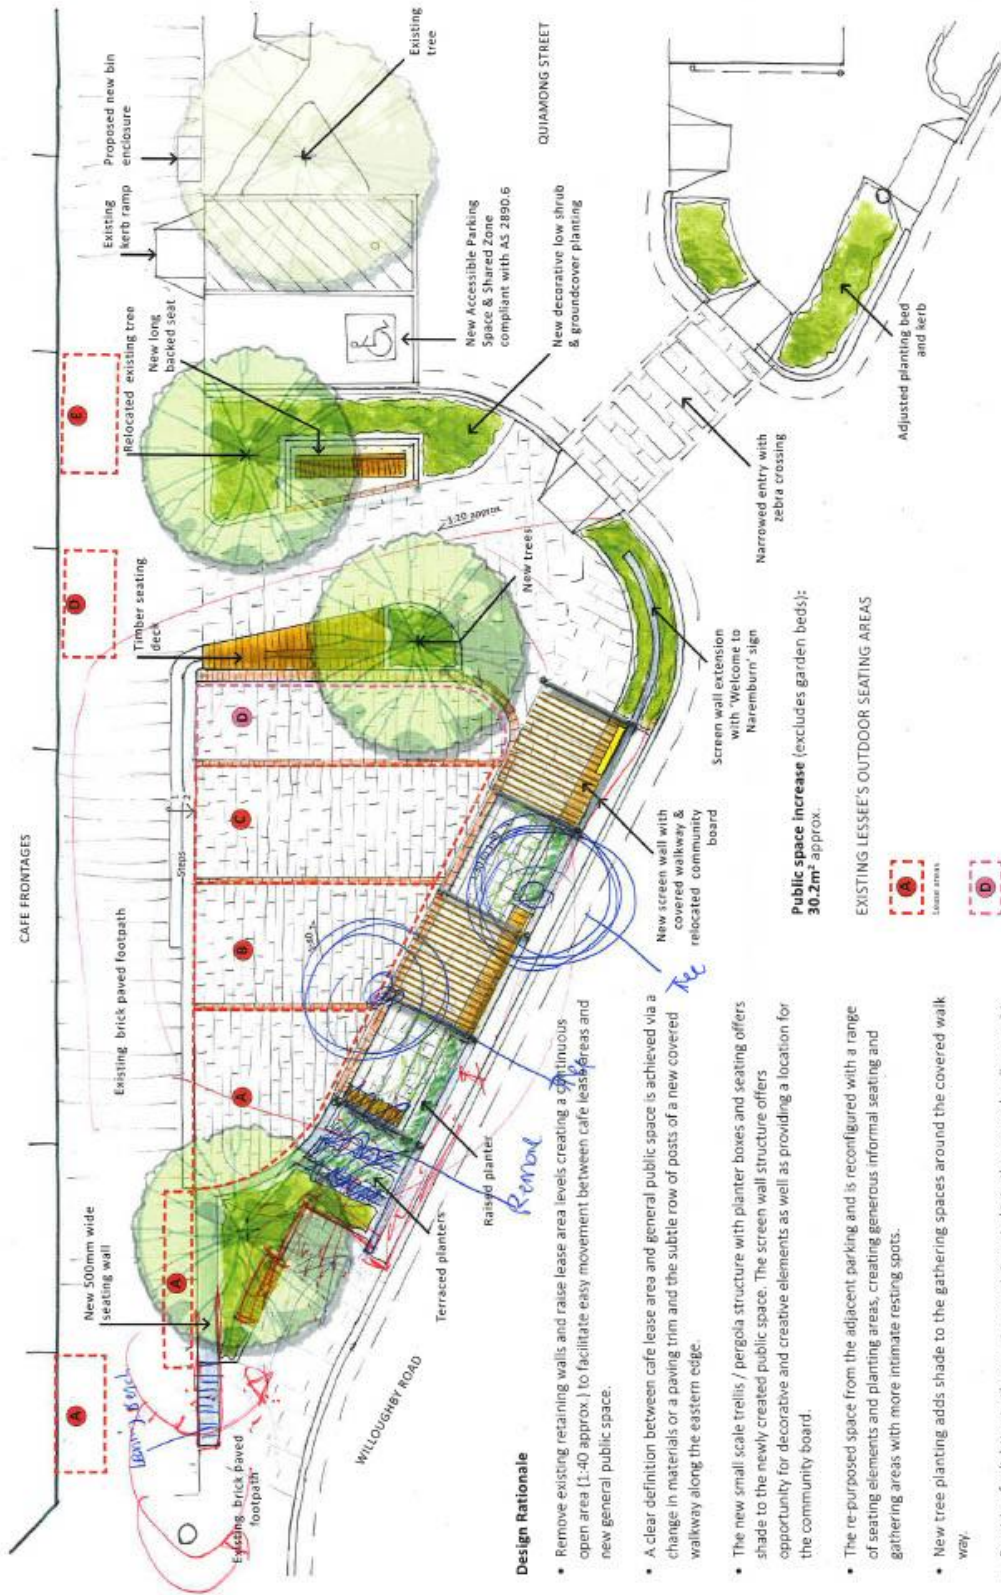 CAFE FRONTAGES
A
New 500mm wide
seating wall
A
Existing brick paved footpath
Steps
Timber seating
deck
D
Relocated existing tree
New long
backed seat
E
Existing
kerb ramp
Proposed new bin
enclosure
Existing
tree
Leaning Bench
Existing brick paved
footpath
A
B
C
D
1:20 approx.
New trees
New Accessible Parking
Space & Shared Zone
compliant with AS 2890.6
New decorative low shrub
& groundcover planting
QUIAMONG STREET
WILLOUGHBY ROAD
Terraced planters
Raised planter
Remove
Tree
New screen wall with
covered walkway &
relocated community
board
Screen wall extension
with 'Welcome to
Naremburn' sign
Narrowed entry with
zebra crossing
Adjusted planting bed
and kerb
Design Rationale
• Remove existing retaining walls and raise lease area levels creating a continuous
open area (1:40 approx.) to facilitate easy movement between cafe lease areas and
new general public space.
• A clear definition between cafe lease area and general public space is achieved via a
change in materials or a paving trim and the subtle row of posts of a new covered
walkway along the eastern edge.
• The new small scale trellis / pergola structure with planter boxes and seating offers
shade to the newly created public space. The screen wall structure offers
opportunity for decorative and creative elements as well as providing a location for
the community board.
• The re-purposed space from the adjacent parking and is reconfigured with a range
of seating elements and planting areas, creating generous informal seating and
gathering areas with more intimate resting spots.
• New tree planting adds shade to the gathering spaces around the covered walk
way.
Public space increase (excludes garden beds):
30.2m² approx.
EXISTING LESSEE'S OUTDOOR SEATING AREAS
A
Lease areas
D